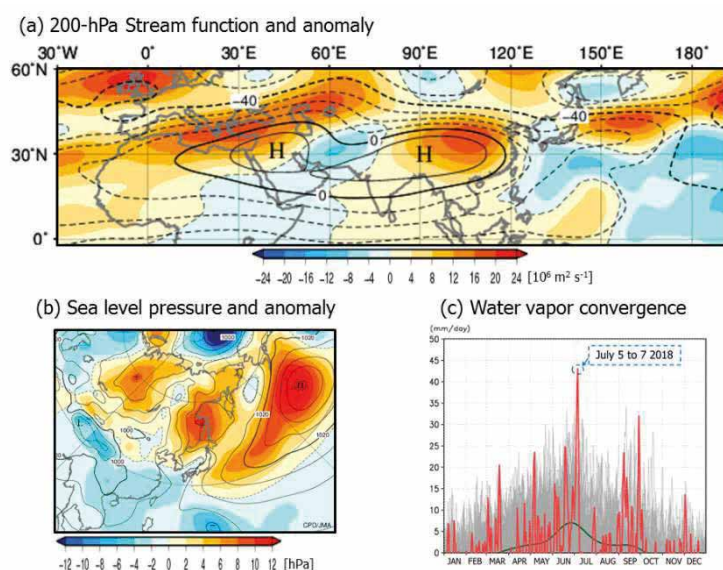 (a) 200-hPa Stream function and anomaly
30°W 0° 30°E 60°E 90°E 120°E 150°E 180°
60°N
30°N
0°
-40
0
-40
H
H
0
-24 -20 -16 -12 -8 -4 0 4 8 12 16 20 24 [10⁶ m² s⁻¹]
(b) Sea level pressure and anomaly
1000
1020
1000
1020
1000
CPD/JMA
-12 -10 -8 -6 -4 -2 0 2 4 6 8 10 12 [hPa]
(c) Water vapor convergence
[mm/day]
July 5 to 7 2018
50
45
40
35
30
25
20
15
10
5
0
JAN FEB MAR APR MAY JUN JUL AUG SEP OCT NOV DEC